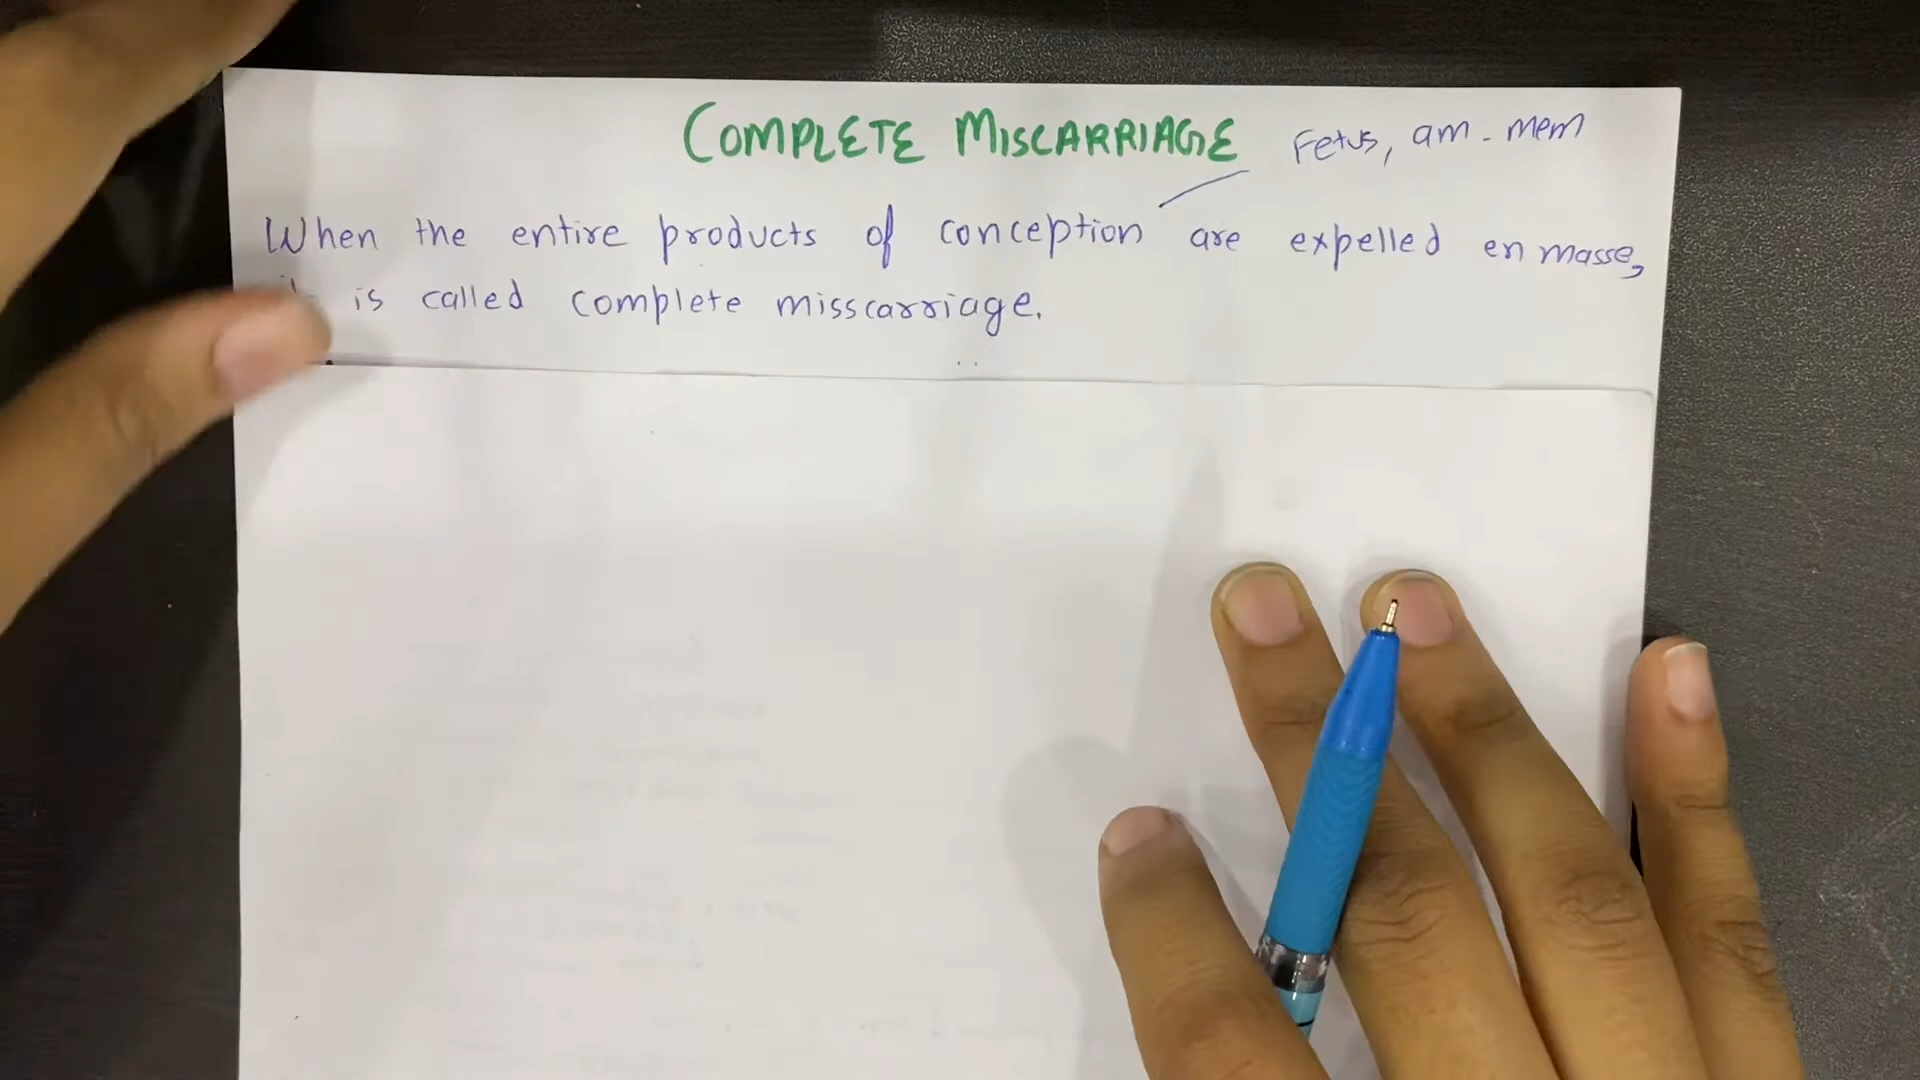 COMPLETE MISCARRIAGE Fetus, am. mem
When the entire products of conception are expelled en masse,
is called complete misscarriage.